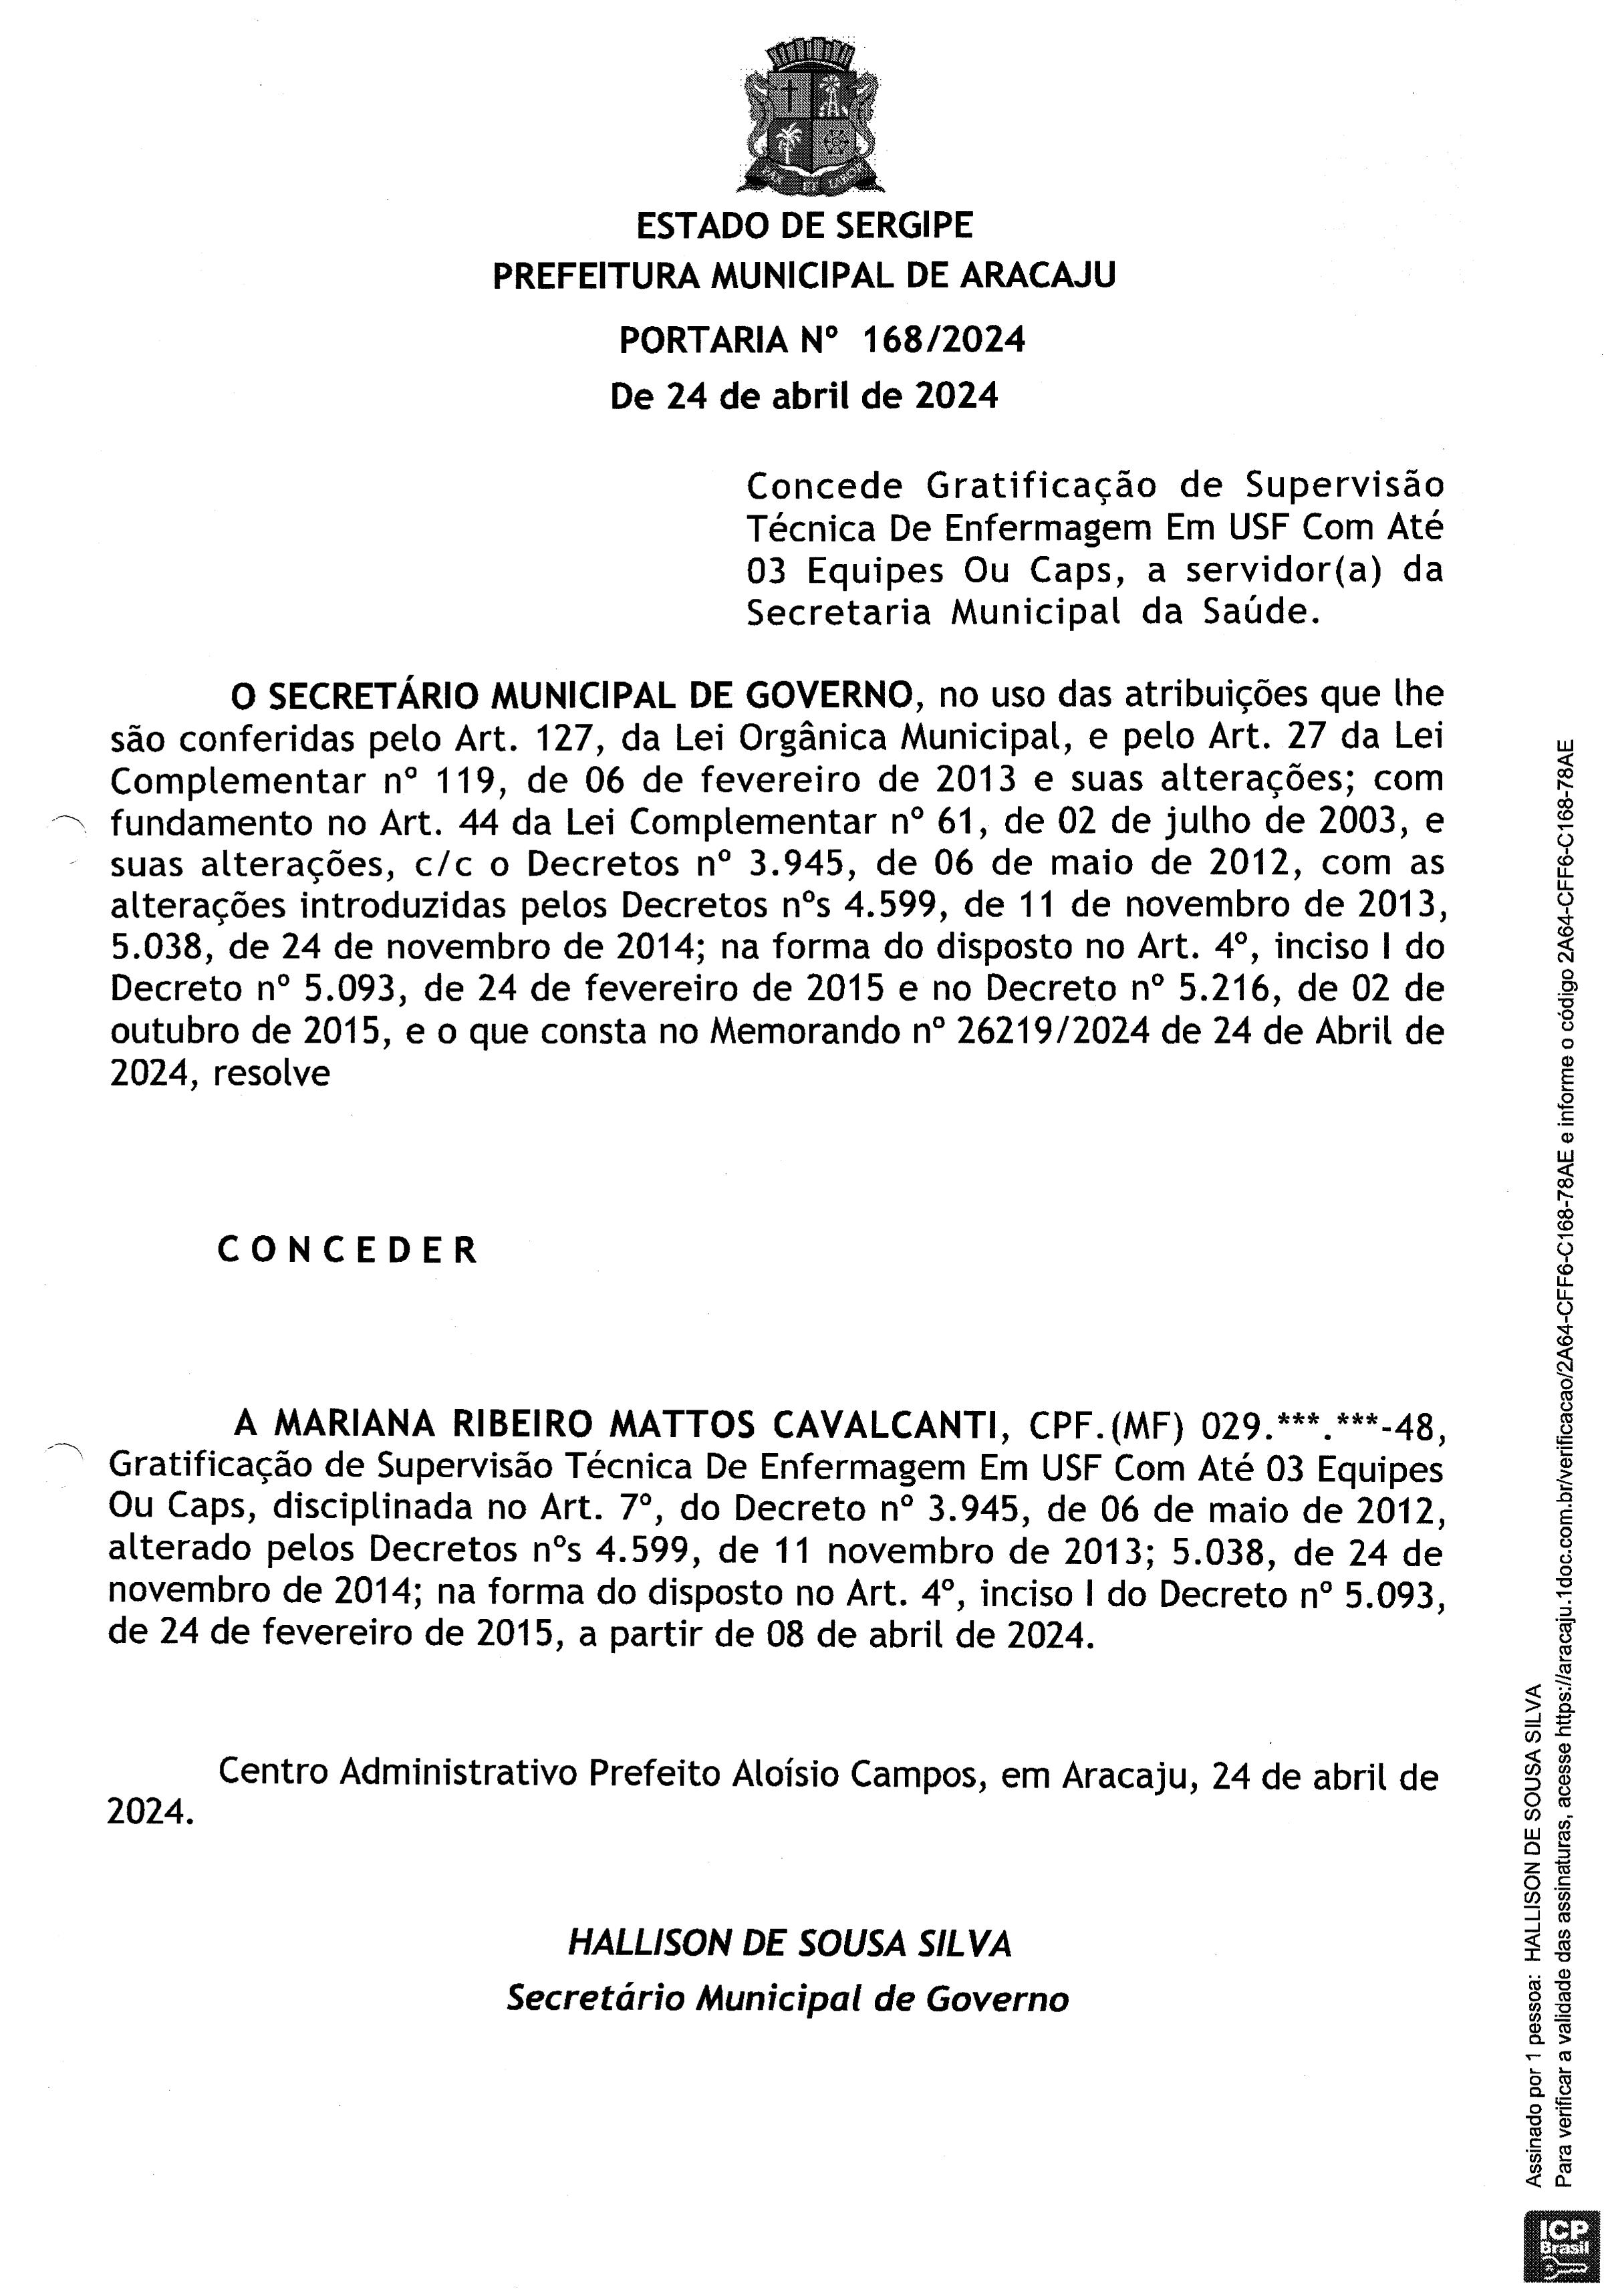 PAX ET LABOR
ESTADO DE SERGIPE
PREFEITURA MUNICIPAL DE ARACAJU
PORTARIA Nº 168/2024
De 24 de abril de 2024
Concede Gratificação de Supervisão
Técnica De Enfermagem Em USF Com Até
03 Equipes Ou Caps, a servidor(a) da
Secretaria Municipal da Saúde.
O SECRETÁRIO MUNICIPAL DE GOVERNO, no uso das atribuições que lhe
são conferidas pelo Art. 127, da Lei Orgânica Municipal, e pelo Art. 27 da Lei
Complementar nº 119, de 06 de fevereiro de 2013 e suas alterações; com
fundamento no Art. 44 da Lei Complementar nº 61, de 02 de julho de 2003, e
suas alterações, c/c o Decretos nº 3.945, de 06 de maio de 2012, com as
alterações introduzidas pelos Decretos nºs 4.599, de 11 de novembro de 2013,
5.038, de 24 de novembro de 2014; na forma do disposto no Art. 4º, inciso I do
Decreto nº 5.093, de 24 de fevereiro de 2015 e no Decreto nº 5.216, de 02 de
outubro de 2015, e o que consta no Memorando nº 26219/2024 de 24 de Abril de
2024, resolve
C O N C E D E R
A MARIANA RIBEIRO MATTOS CAVALCANTI, CPF.(MF) 029.***.***-48,
Gratificação de Supervisão Técnica De Enfermagem Em USF Com Até 03 Equipes
Ou Caps, disciplinada no Art. 7º, do Decreto nº 3.945, de 06 de maio de 2012,
alterado pelos Decretos nºs 4.599, de 11 novembro de 2013; 5.038, de 24 de
novembro de 2014; na forma do disposto no Art. 4º, inciso I do Decreto nº 5.093,
de 24 de fevereiro de 2015, a partir de 08 de abril de 2024.
Centro Administrativo Prefeito Aloísio Campos, em Aracaju, 24 de abril de
2024.
HALLISON DE SOUSA SILVA
Secretário Municipal de Governo
Assinado por 1 pessoa: HALLISON DE SOUSA SILVA
Para verificar a validade das assinaturas, acesse https://aracaju.1doc.com.br/verificacao/2A64-CFF6-C168-78AE e informe o código 2A64-CFF6-C168-78AE
ICP
Brasil